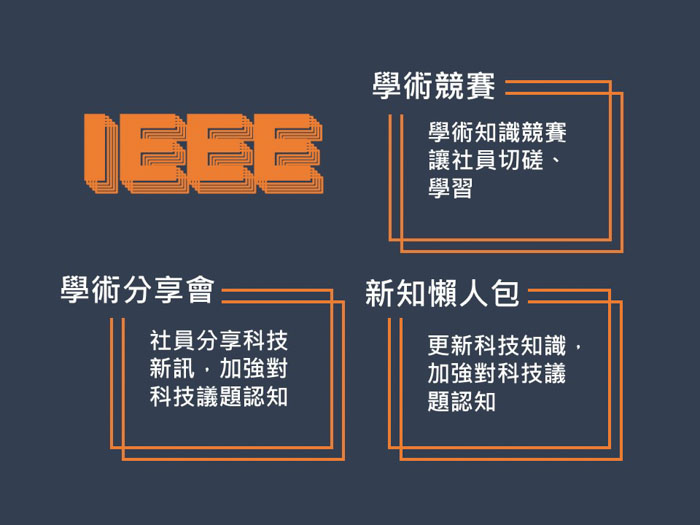 IEEE
學術競賽
學術知識競賽
讓社員切磋、
學習
學術分享會
社員分享科技
新訊，加強對
科技議題認知
新知懶人包
更新科技知識，
加強對科技議
題認知